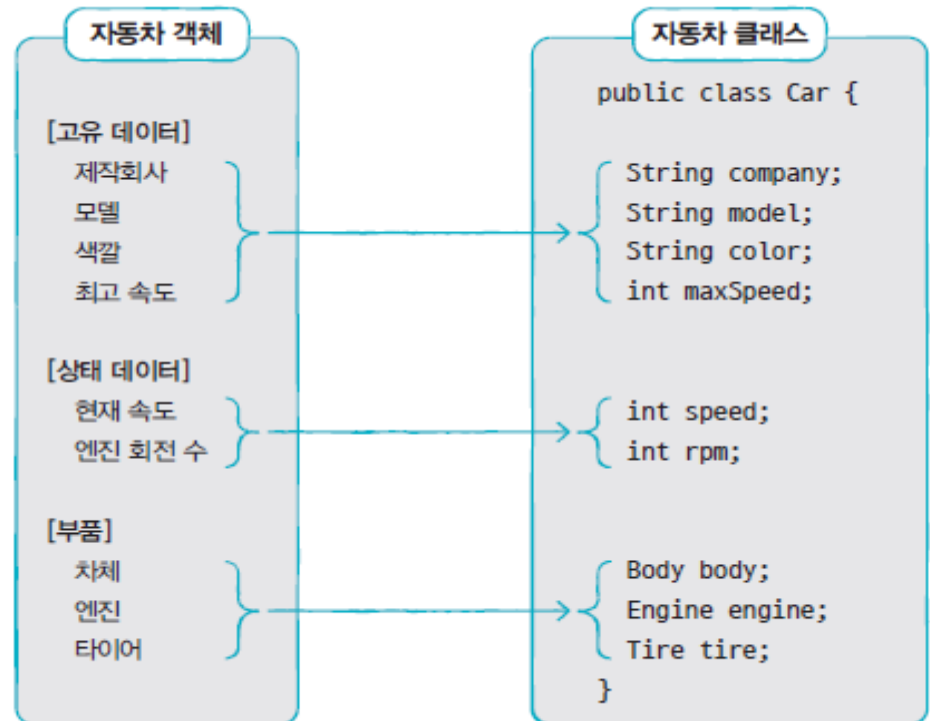 자동차 객체
[고유 데이터]
제작회사
모델
색깔
최고 속도
[상태 데이터]
현재 속도
엔진 회전 수
[부품]
차체
엔진
타이어
자동차 클래스
public class Car {
String company;
String model;
String color;
int maxSpeed;
int speed;
int rpm;
Body body;
Engine engine;
Tire tire;
}